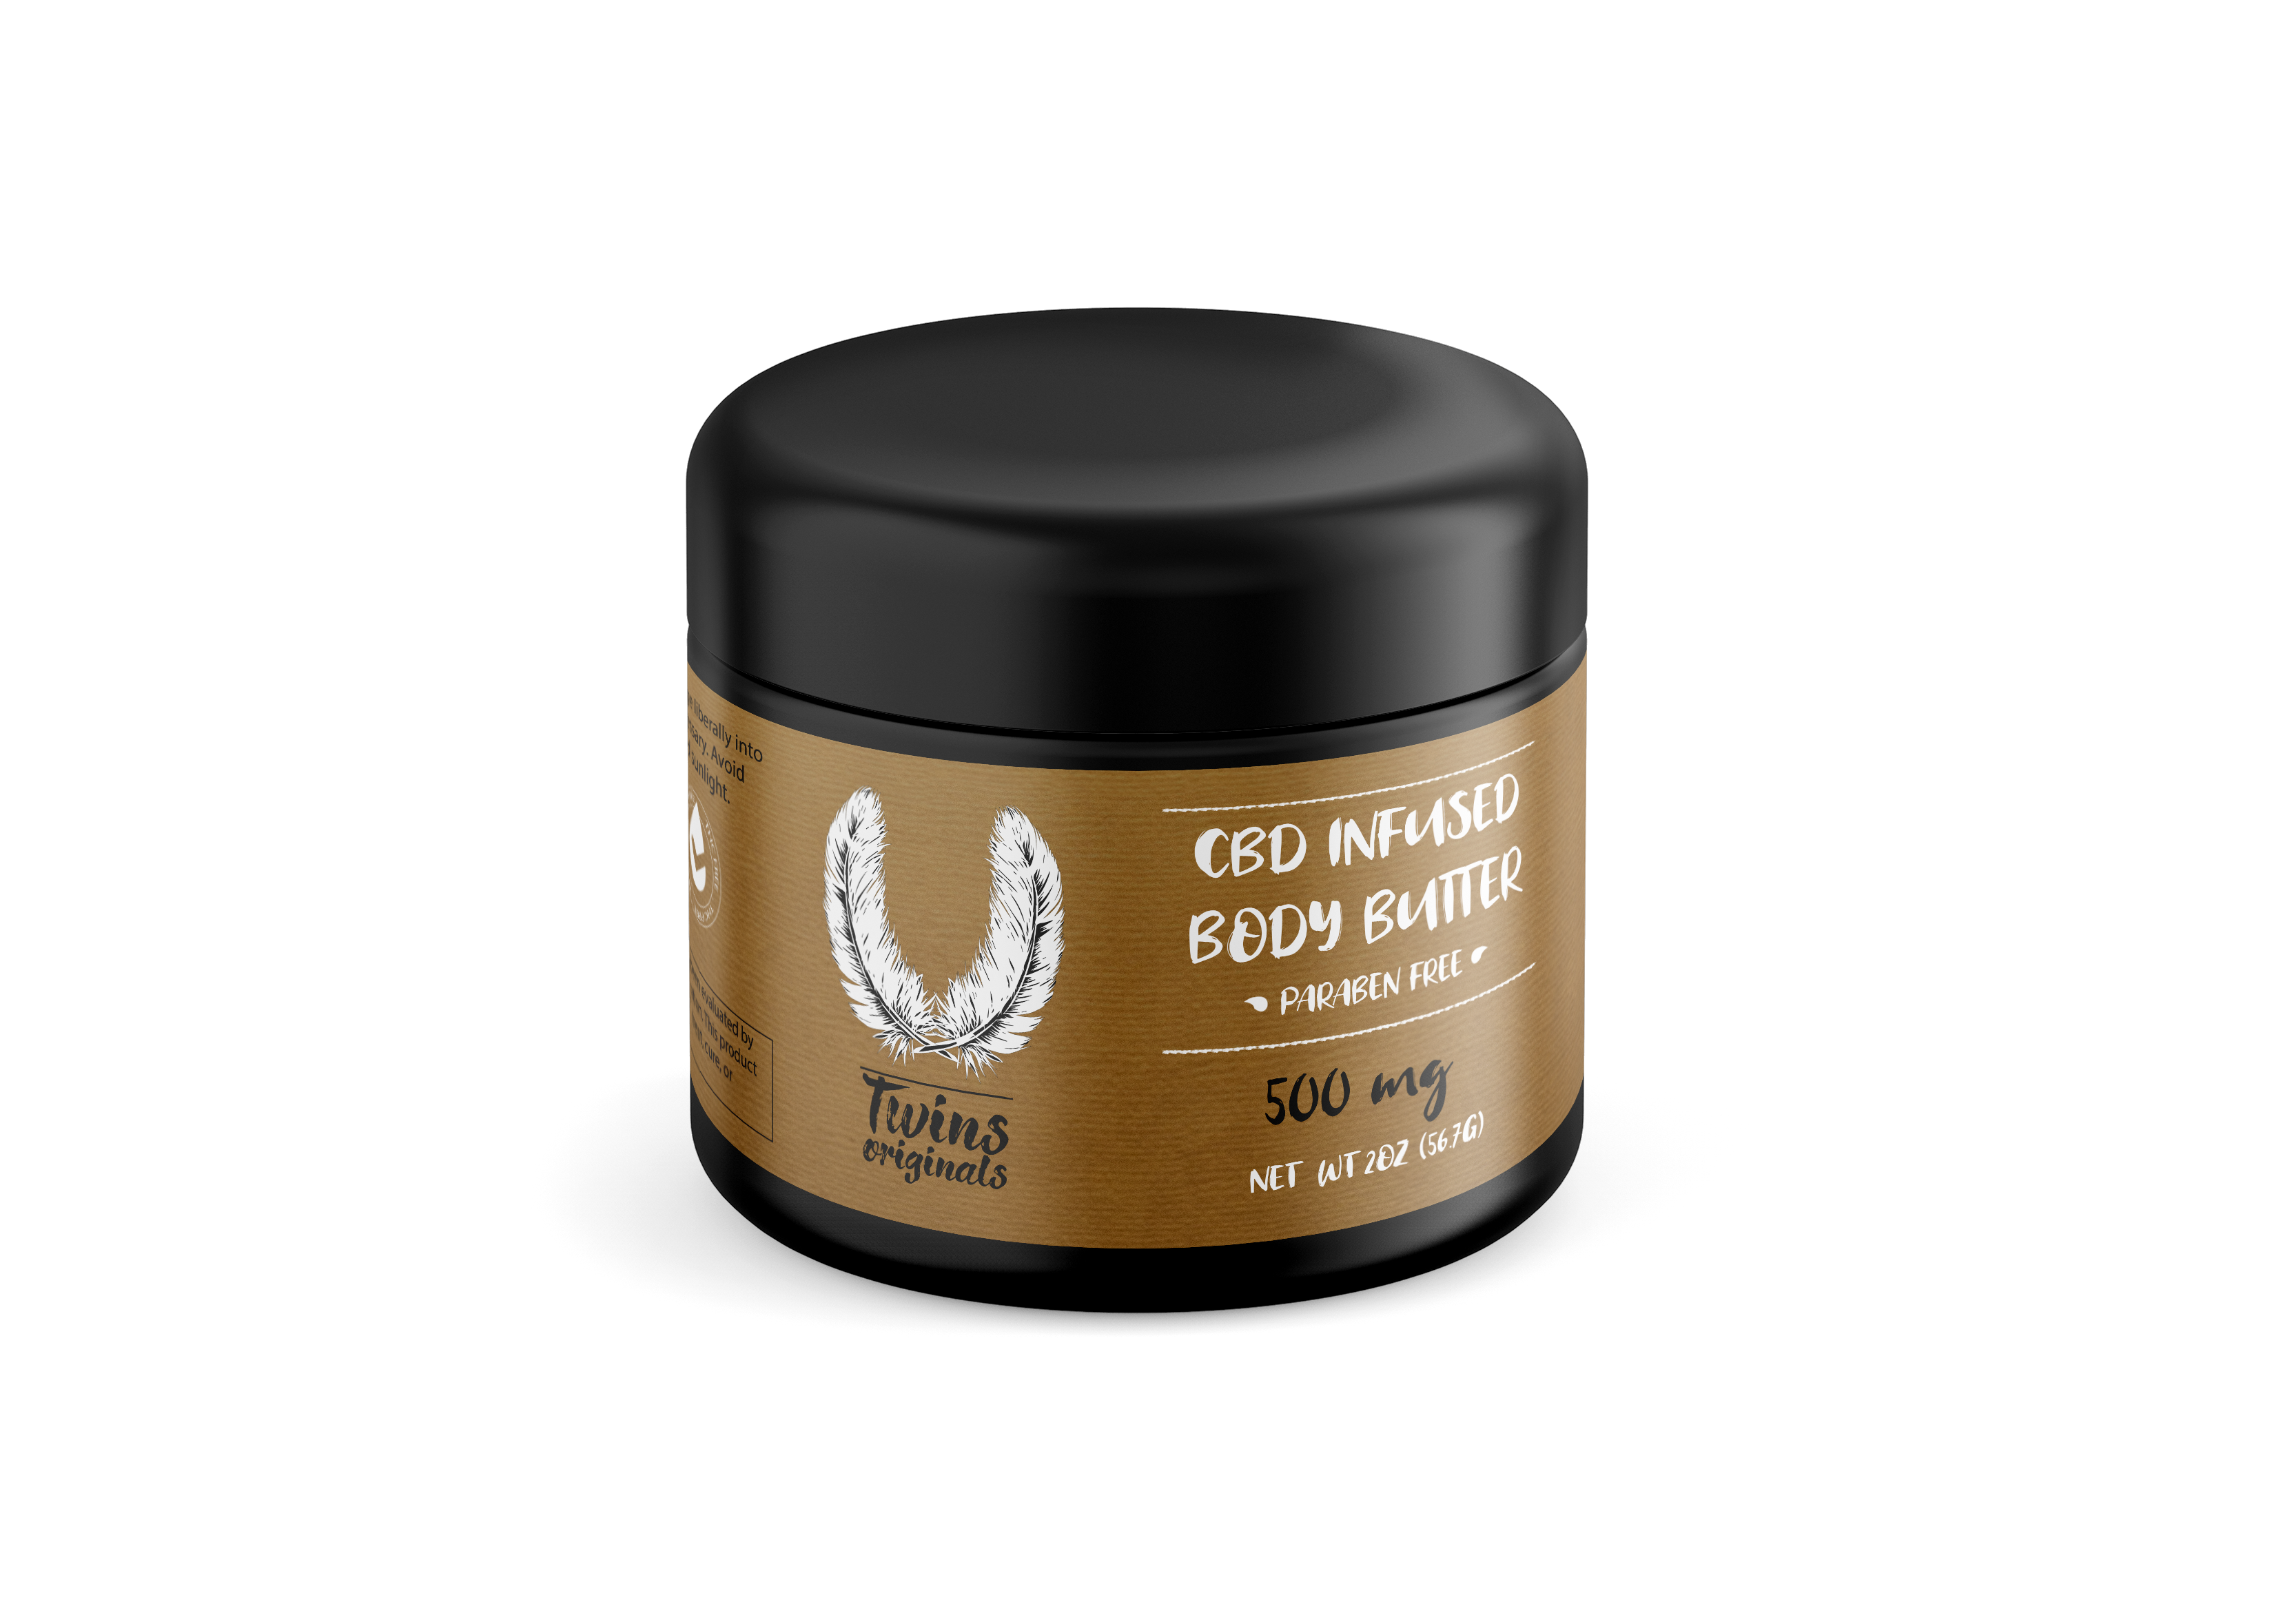 liberally into
Avoid
sunlight.
evaluated by
This product
cure, or
Twins
originals
CBD INFUSED
BODY BUTTER
PARABEN FREE
500 mg
NET WT 2OZ (56.7G)